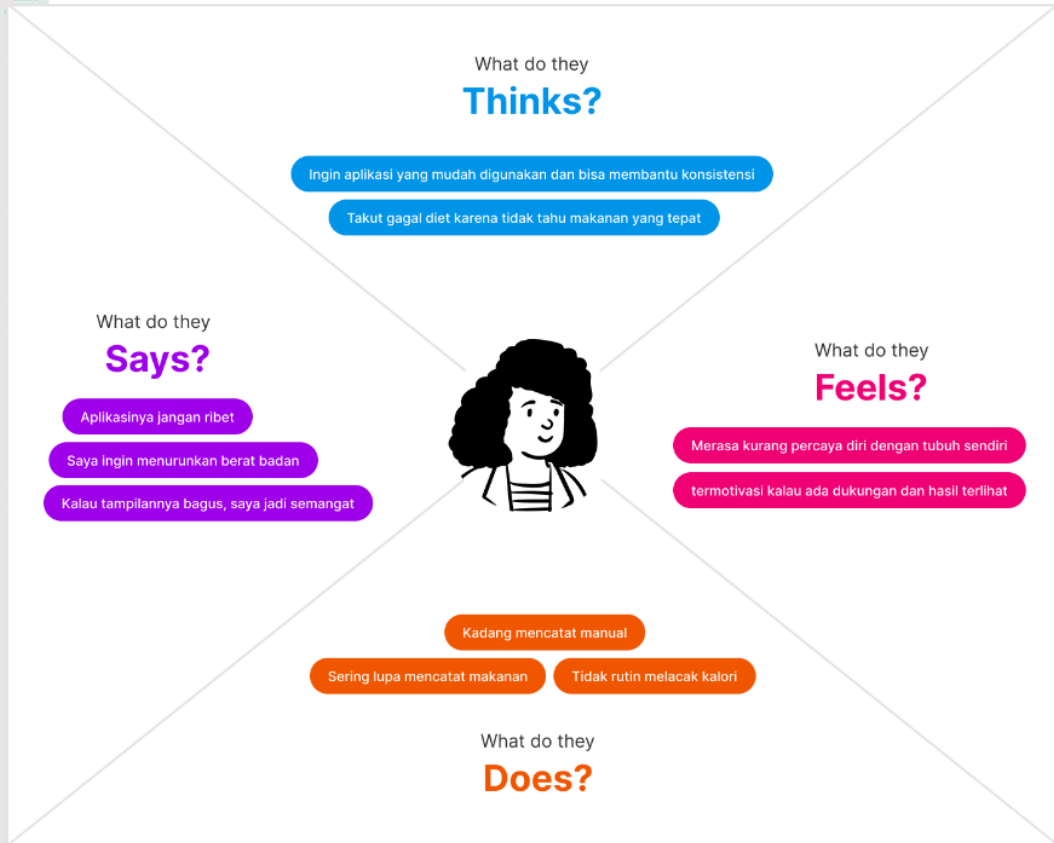 What do they
Thinks?
Ingin aplikasi yang mudah digunakan dan bisa membantu konsistensi
Takut gagal diet karena tidak tahu makanan yang tepat
What do they
Says?
Aplikasinya jangan ribet
Saya ingin menurunkan berat badan
Kalau tampilannya bagus, saya jadi semangat
What do they
Feels?
Merasa kurang percaya diri dengan tubuh sendiri
termotivasi kalau ada dukungan dan hasil terlihat
Kadang mencatat manual
Sering lupa mencatat makanan
Tidak rutin melacak kalori
What do they
Does?